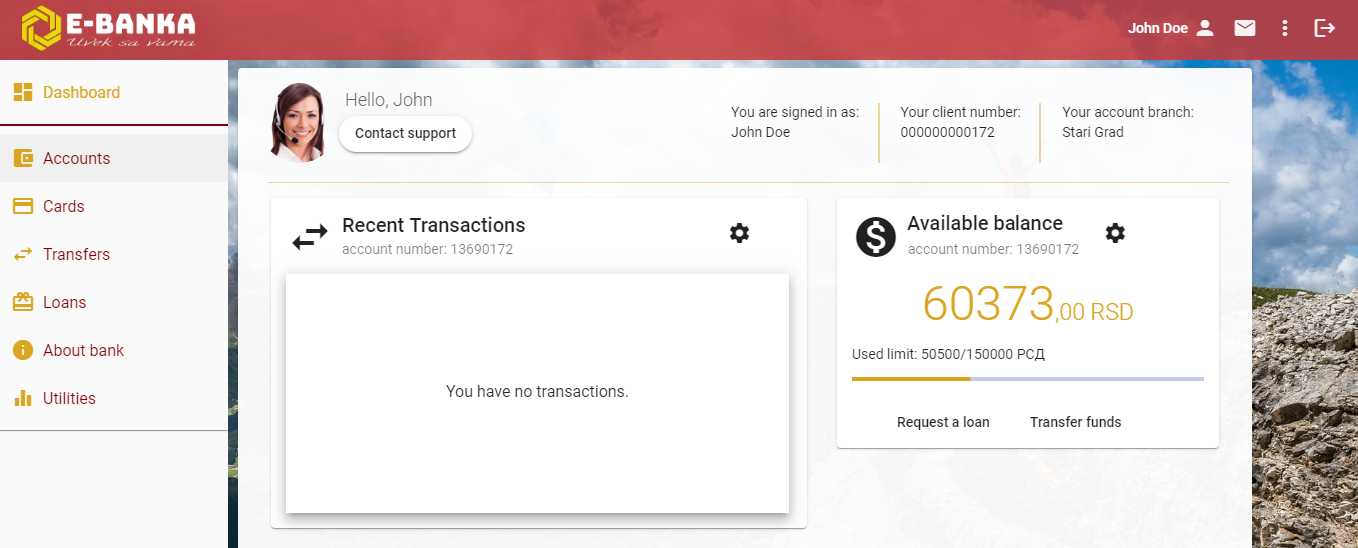 E-BANKA
Uvek sa vama
John Doe
Dashboard
Accounts
Cards
Transfers
Loans
About bank
Utilities
Hello, John
Contact support
You are signed in as:
John Doe
Your client number:
000000000172
Your account branch:
Stari Grad
Recent Transactions
account number: 13690172
You have no transactions.
Available balance
account number: 13690172
60373,00 RSD
Used limit: 50500/150000 РСД
Request a loan
Transfer funds